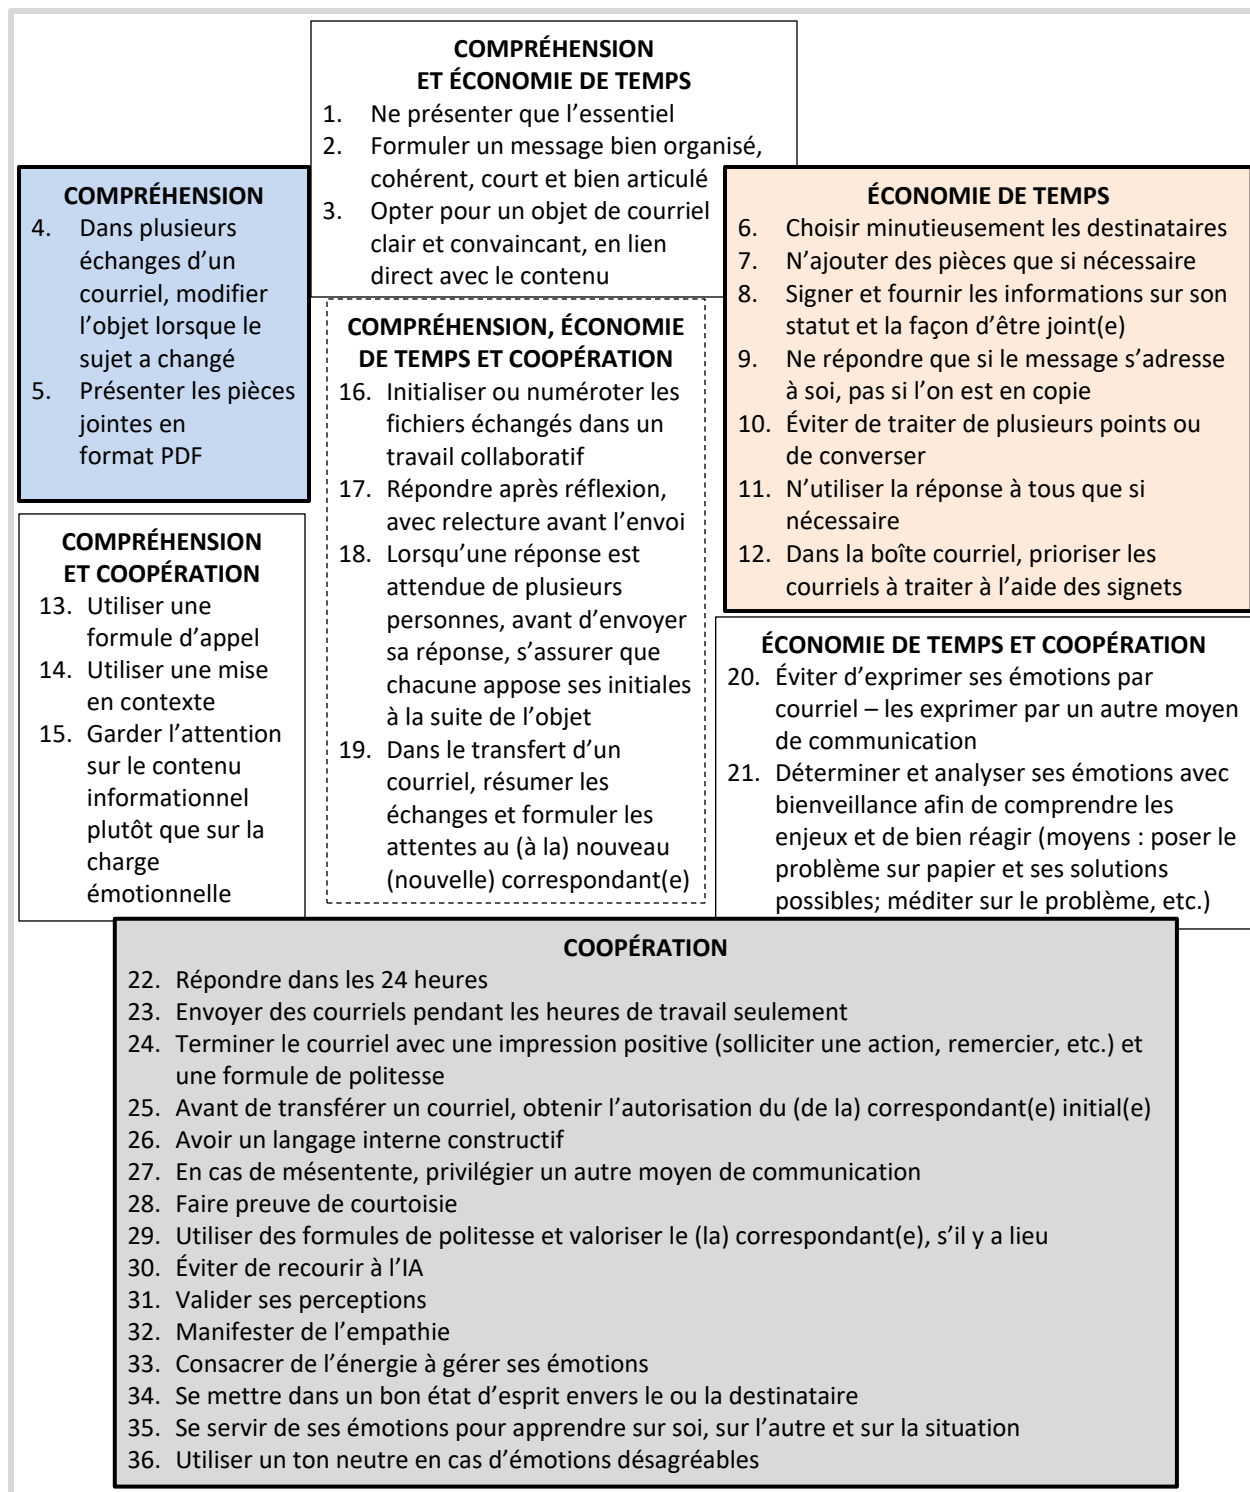 COMPRÉHENSION
ET ÉCONOMIE DE TEMPS
1. Ne présenter que l’essentiel
2. Formuler un message bien organisé,
cohérent, court et bien articulé
3. Opter pour un objet de courriel
clair et convaincant, en lien
direct avec le contenu
COMPRÉHENSION
4. Dans plusieurs
échanges d’un
courriel, modifier
l’objet lorsque le
sujet a changé
5. Présenter les pièces
jointes en
format PDF
ÉCONOMIE DE TEMPS
6. Choisir minutieusement les destinataires
7. N’ajouter des pièces que si nécessaire
8. Signer et fournir les informations sur son
statut et la façon d’être joint(e)
9. Ne répondre que si le message s’adresse
à soi, pas si l’on est en copie
10. Éviter de traiter de plusieurs points ou
de converser
11. N’utiliser la réponse à tous que si
nécessaire
12. Dans la boîte courriel, prioriser les
courriels à traiter à l’aide des signets
COMPRÉHENSION
ET COOPÉRATION
13. Utiliser une
formule d’appel
14. Utiliser une mise
en contexte
15. Garder l’attention
sur le contenu
informationnel
plutôt que sur la
charge
émotionnelle
COMPRÉHENSION, ÉCONOMIE
DE TEMPS ET COOPÉRATION
16. Initialiser ou numéroter les
fichiers échangés dans un
travail collaboratif
17. Répondre après réflexion,
avec relecture avant l’envoi
18. Lorsqu’une réponse est
attendue de plusieurs
personnes, avant d’envoyer
sa réponse, s’assurer que
chacune appose ses initiales
à la suite de l’objet
19. Dans le transfert d’un
courriel, résumer les
échanges et formuler les
attentes au (à la) nouveau
(nouvelle) correspondant(e)
ÉCONOMIE DE TEMPS ET COOPÉRATION
20. Éviter d’exprimer ses émotions par
courriel – les exprimer par un autre moyen
de communication
21. Déterminer et analyser ses émotions avec
bienveillance afin de comprendre les
enjeux et de bien réagir (moyens : poser le
problème sur papier et ses solutions
possibles; méditer sur le problème, etc.)
COOPÉRATION
22. Répondre dans les 24 heures
23. Envoyer des courriels pendant les heures de travail seulement
24. Terminer le courriel avec une impression positive (solliciter une action, remercier, etc.) et
une formule de politesse
25. Avant de transférer un courriel, obtenir l’autorisation du (de la) correspondant(e) initial(e)
26. Avoir un langage interne constructif
27. En cas de mésentente, privilégier un autre moyen de communication
28. Faire preuve de courtoisie
29. Utiliser des formules de politesse et valoriser le (la) correspondant(e), s’il y a lieu
30. Éviter de recourir à l’IA
31. Valider ses perceptions
32. Manifester de l’empathie
33. Consacrer de l’énergie à gérer ses émotions
34. Se mettre dans un bon état d’esprit envers le ou la destinataire
35. Se servir de ses émotions pour apprendre sur soi, sur l’autre et sur la situation
36. Utiliser un ton neutre en cas d’émotions désagréables